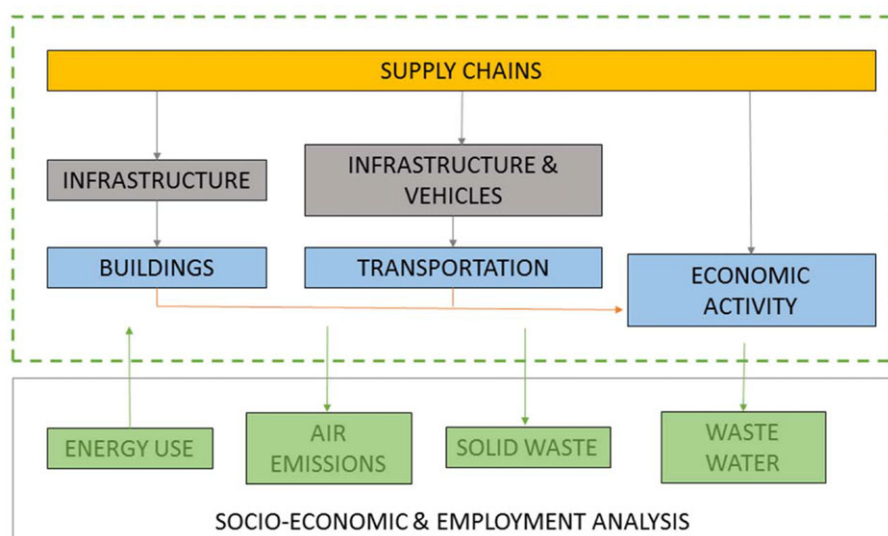 SUPPLY CHAINS
INFRASTRUCTURE
INFRASTRUCTURE &
VEHICLES
BUILDINGS
TRANSPORTATION
ECONOMIC
ACTIVITY
ENERGY USE
AIR
EMISSIONS
SOLID WASTE
WASTE
WATER
SOCIO-ECONOMIC & EMPLOYMENT ANALYSIS